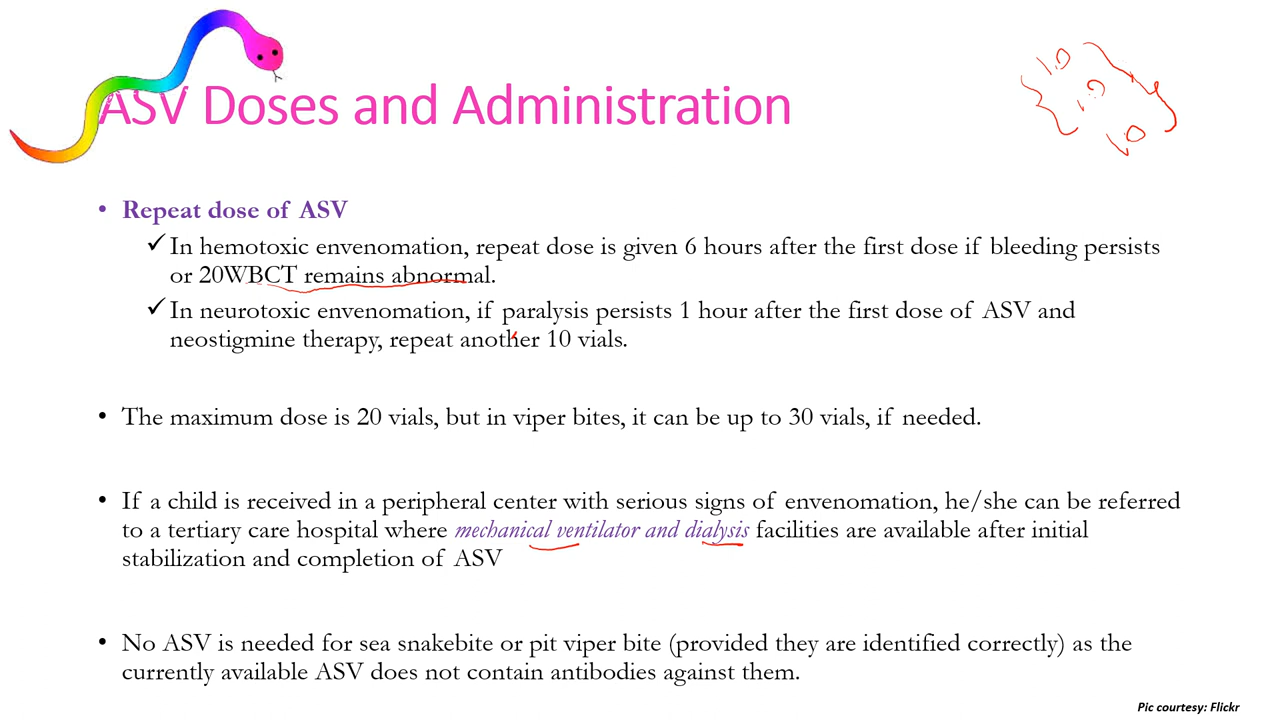 ASV Doses and Administration
10
10
10
• Repeat dose of ASV
✓ In hemotoxic envenomation, repeat dose is given 6 hours after the first dose if bleeding persists
or 20WBCT remains abnormal.
✓ In neurotoxic envenomation, if paralysis persists 1 hour after the first dose of ASV and
neostigmine therapy, repeat another 10 vials.
• The maximum dose is 20 vials, but in viper bites, it can be up to 30 vials, if needed.
• If a child is received in a peripheral center with serious signs of envenomation, he/she can be referred
to a tertiary care hospital where mechanical ventilator and dialysis facilities are available after initial
stabilization and completion of ASV
• No ASV is needed for sea snakebite or pit viper bite (provided they are identified correctly) as the
currently available ASV does not contain antibodies against them.
Pic courtesy: Flickr